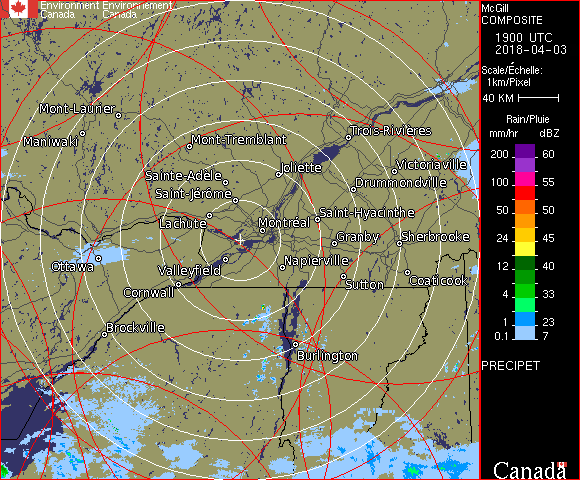 Environment Environnement
Canada Canada
Mont-Laurier
Maniwaki
Mont-Tremblant
Trois-Rivières
Sainte-Adèle
Joliette
Victoriaville
Saint-Jérôme
Drummondville
Lachute
Montréal
Saint-Hyacinthe
Granby
Sherbrooke
Ottawa
Valleyfield
Napierville
Cornwall
Sutton
Coaticook
Brockville
Burlington
McGill
COMPOSITE
1900 UTC
2018-04-03
Scale/Échelle:
1km/Pixel
40 KM
Rain/Pluie
mm/hr dBZ
200 60
100 55
50 50
24 45
12 40
4 33
1 23
0.1 7
PRECIPET
Canada